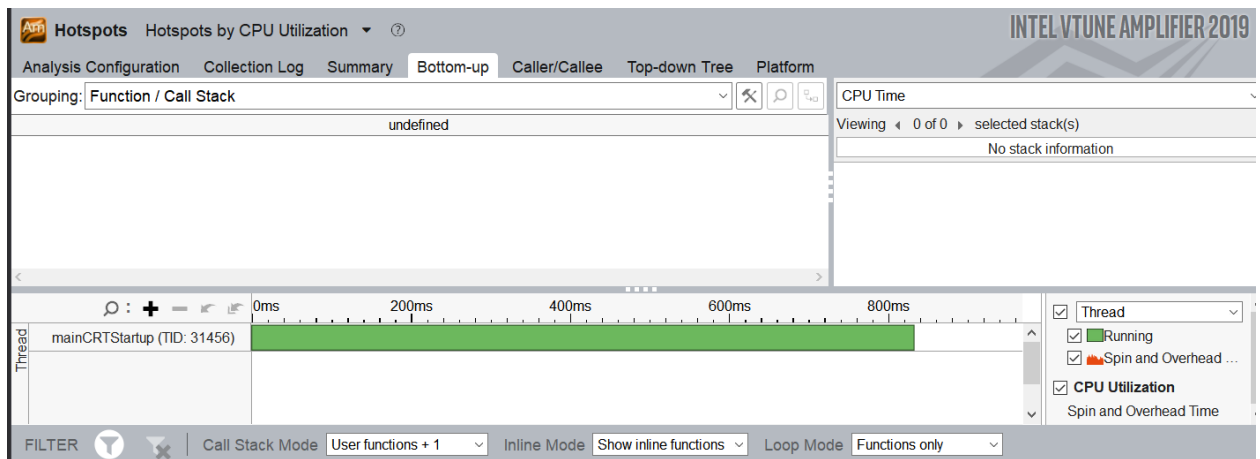 Hotspots Hotspots by CPU Utilization INTEL VTUNE AMPLIFIER 2019
Analysis Configuration Collection Log Summary Bottom-up Caller/Callee Top-down Tree Platform
Grouping: Function / Call Stack
CPU Time
undefined
Viewing 0 of 0 selected stack(s)
No stack information
0ms 200ms 400ms 600ms 800ms
Thread
mainCRTStartup (TID: 31456)
Thread
Running
Spin and Overhead ...
CPU Utilization
Spin and Overhead Time
FILTER Call Stack Mode User functions + 1 Inline Mode Show inline functions Loop Mode Functions only